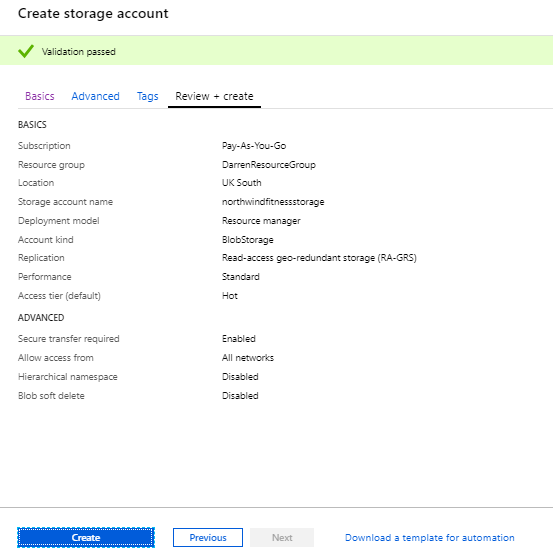 Create storage account
Validation passed
Basics Advanced Tags Review + create
BASICS
Subscription Pay-As-You-Go
Resource group DarrenResourceGroup
Location UK South
Storage account name northwindfitnessstorage
Deployment model Resource manager
Account kind BlobStorage
Replication Read-access geo-redundant storage (RA-GRS)
Performance Standard
Access tier (default) Hot
ADVANCED
Secure transfer required Enabled
Allow access from All networks
Hierarchical namespace Disabled
Blob soft delete Disabled
Create Previous Next Download a template for automation